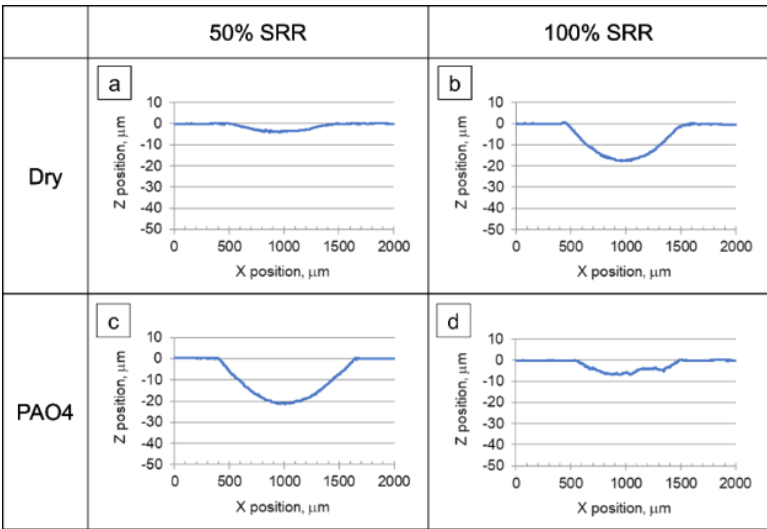 50% SRR
100% SRR
Dry
a
10
0
-10
-20
-30
-40
-50
Z position, μm
0 500 1000 1500 2000
X position, μm
b
10
0
-10
-20
-30
-40
-50
Z position, μm
0 500 1000 1500 2000
X position, μm
PAO4
c
10
0
-10
-20
-30
-40
-50
Z position, μm
0 500 1000 1500 2000
X position, μm
d
10
0
-10
-20
-30
-40
-50
Z position, μm
0 500 1000 1500 2000
X position, μm